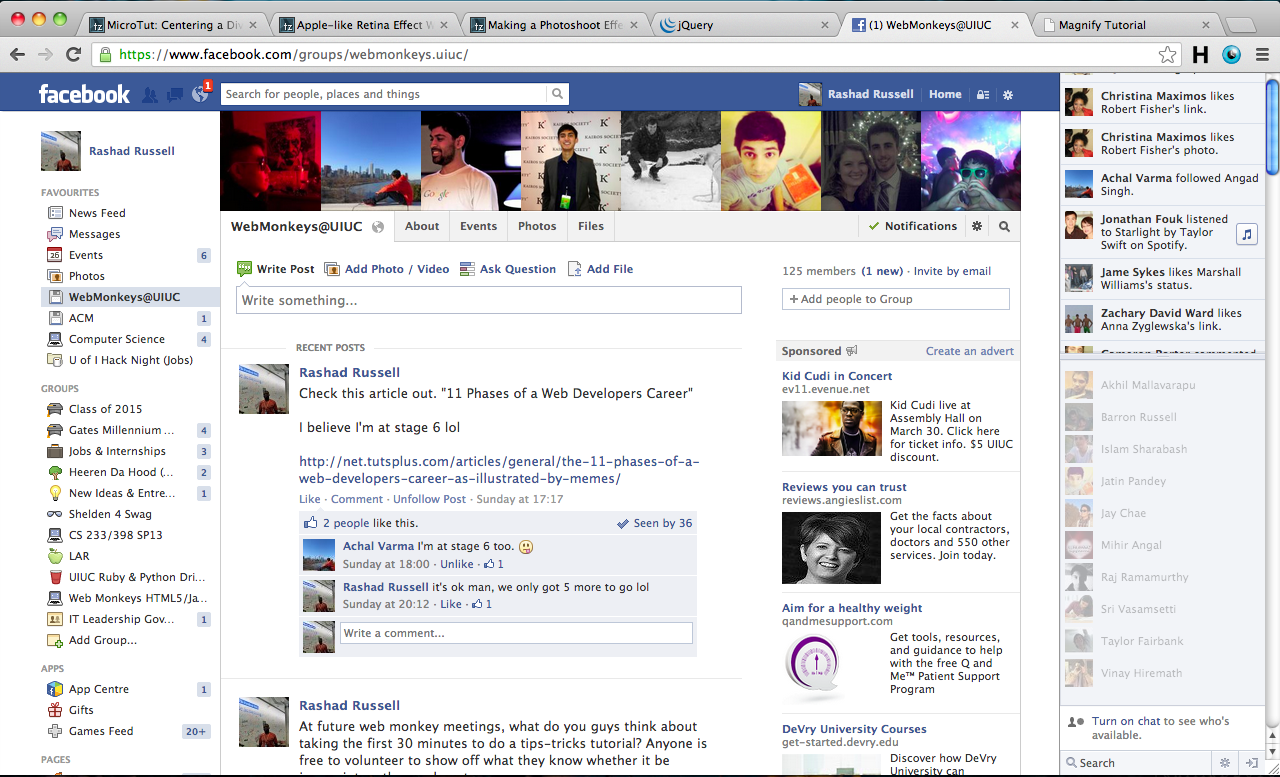 MicroTut: Centering a Div
Apple-like Retina Effect W
Making a Photoshoot Effe
jQuery
(1) WebMonkeys@UIUC
Magnify Tutorial
https://www.facebook.com/groups/webmonkeys.uiuc/
facebook
1
Search for people, places and things
Rashad Russell
Home
Rashad Russell
FAVOURITES
News Feed
Messages
Events 6
Photos
WebMonkeys@UIUC
ACM 1
Computer Science 4
U of I Hack Night (Jobs)
GROUPS
Class of 2015
Gates Millennium ... 4
Jobs & Internships 3
Heeren Da Hood (... 2
New Ideas & Entre... 1
Shelden 4 Swag
CS 233/398 SP13
LAR
UIUC Ruby & Python Dri...
Web Monkeys HTML5/Ja...
IT Leadership Gov... 1
Add Group...
APPS
App Centre 1
Gifts
Games Feed 20+
PAGES
Google
KAIROS SOCIETY
WebMonkeys@UIUC
About
Events
Photos
Files
Notifications
Write Post
Add Photo / Video
Ask Question
Add File
Write something...
RECENT POSTS
Rashad Russell
Check this article out. "11 Phases of a Web Developers Career"
I believe I'm at stage 6 lol
http://net.tutsplus.com/articles/general/the-11-phases-of-a-
web-developers-career-as-illustrated-by-memes/
Like · Comment · Unfollow Post · Sunday at 17:17
2 people like this.
Seen by 36
Achal Varma I'm at stage 6 too.
Sunday at 18:00 · Unlike · 1
Rashad Russell it's ok man, we only got 5 more to go lol
Sunday at 20:12 · Like · 1
Write a comment...
Rashad Russell
At future web monkey meetings, what do you guys think about
taking the first 30 minutes to do a tips-tricks tutorial? Anyone is
free to volunteer to show off what they know whether it be
125 members (1 new) · Invite by email
+ Add people to Group
Sponsored
Create an advert
Kid Cudi in Concert
ev11.evenue.net
Kid Cudi live at
Assembly Hall on
March 30. Click here
for ticket info. $5 UIUC
discount.
Reviews you can trust
reviews.angieslist.com
Get the facts about
your local contractors,
doctors and 550 other
services. Join today.
Aim for a healthy weight
qandmesupport.com
Get tools, resources,
and guidance to help
with the free Q and
Me™ Patient Support
Program
DeVry University Courses
get-started.devry.edu
Discover how DeVry
University can
Christina Maximos likes
Robert Fisher's link.
Christina Maximos likes
Robert Fisher's photo.
Achal Varma followed Angad
Singh.
Jonathan Fouk listened
to Starlight by Taylor
Swift on Spotify.
Jame Sykes likes Marshall
Williams's status.
Zachary David Ward likes
Anna Zyglewska's link.
Akhil Mallavarapu
Barron Russell
Islam Sharabash
Jatin Pandey
Jay Chae
Mihir Angal
Raj Ramamurthy
Sri Vasamsetti
Taylor Fairbank
Vinay Hiremath
Turn on chat to see who's
available.
Search